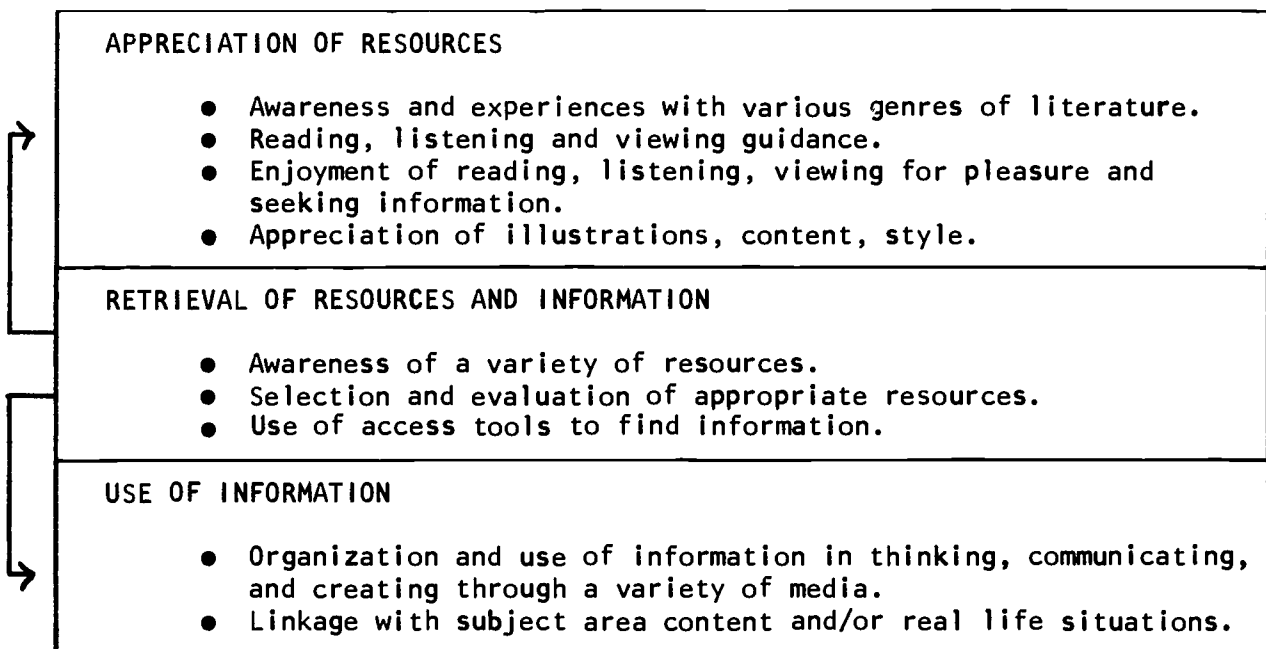 APPRECIATION OF RESOURCES
● Awareness and experiences with various genres of literature.
● Reading, listening and viewing guidance.
● Enjoyment of reading, listening, viewing for pleasure and
seeking information.
● Appreciation of illustrations, content, style.
RETRIEVAL OF RESOURCES AND INFORMATION
● Awareness of a variety of resources.
● Selection and evaluation of appropriate resources.
● Use of access tools to find information.
USE OF INFORMATION
● Organization and use of information in thinking, communicating,
and creating through a variety of media.
● Linkage with subject area content and/or real life situations.